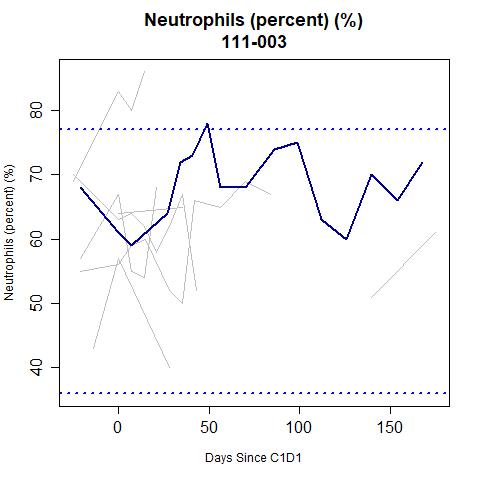 Neutrophils (percent) (%)
111-003
Neutrophils (percent) (%)
80
70
60
50
40
0 50 100 150
Days Since C1D1